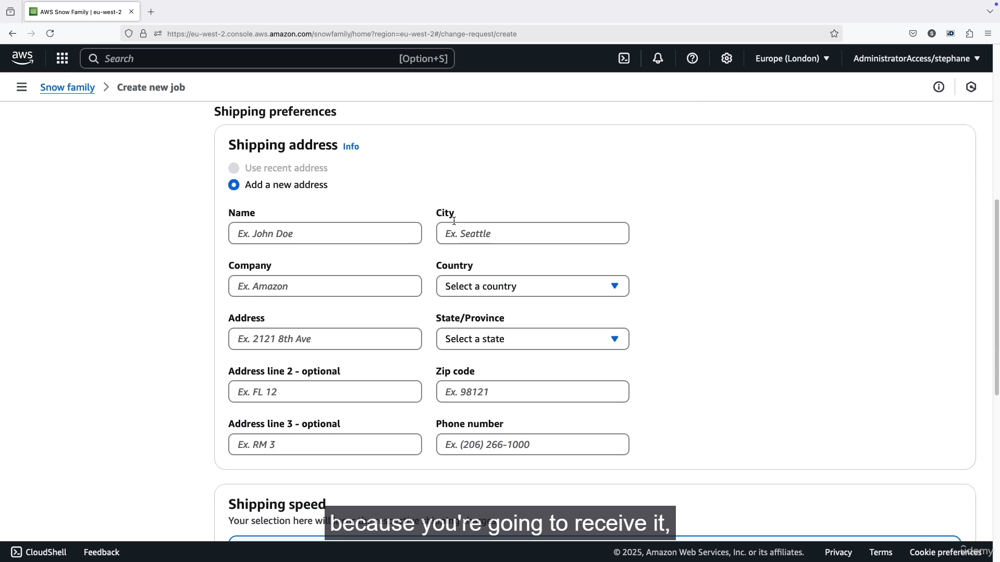 AWS Snow Family | eu-west-2
https://eu-west-2.console.aws.amazon.com/snowfamily/home?region=eu-west-2#/change-request/create
aws
Search
[Option+S]
Europe (London)
AdministratorAccess/stephane
Snow family > Create new job
Shipping preferences
Shipping address Info
Use recent address
Add a new address
Name
City
Ex. John Doe
Ex. Seattle
Company
Country
Ex. Amazon
Select a country
Address
State/Province
Ex. 2121 8th Ave
Select a state
Address line 2 - optional
Zip code
Ex. FL 12
Ex. 98121
Address line 3 - optional
Phone number
Ex. RM 3
Ex. (206) 266-1000
Shipping speed
Your selection here will
because you're going to receive it,
CloudShell
Feedback
© 2025, Amazon Web Services, Inc. or its affiliates.
Privacy
Terms
Cookie preferences
udemy